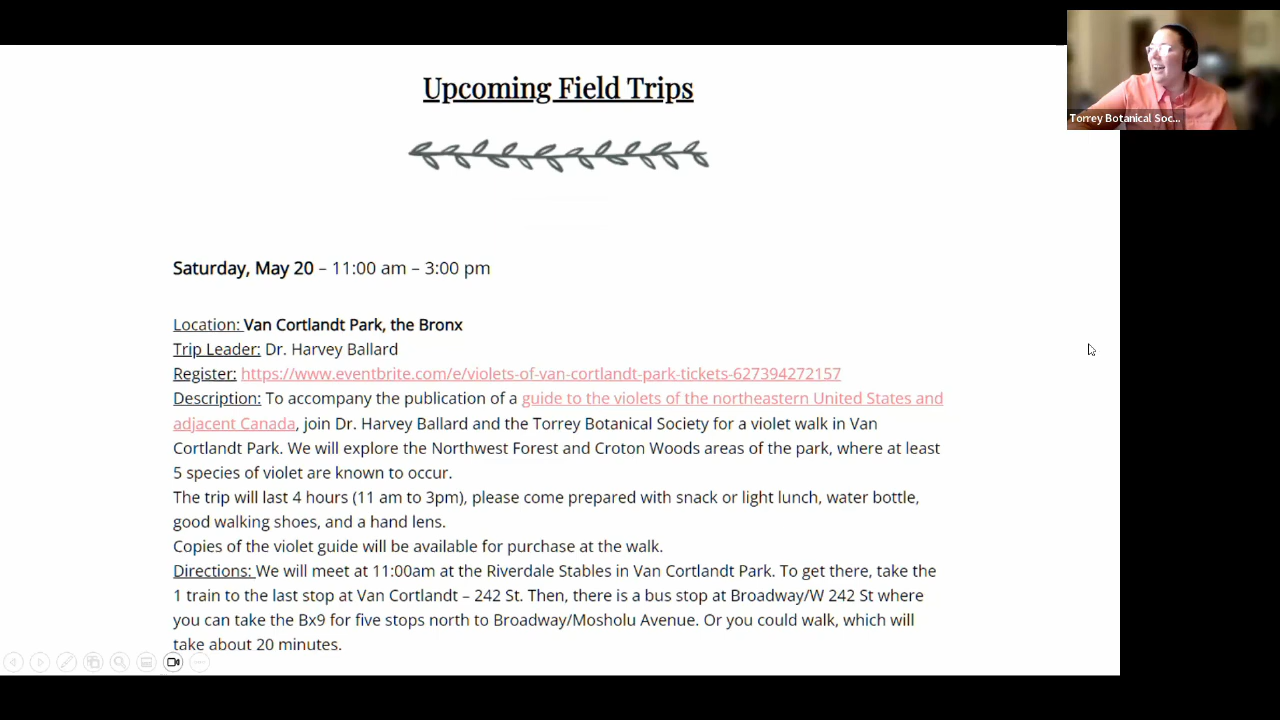 Upcoming Field Trips
Torrey Botanical Soc...
Saturday, May 20 – 11:00 am – 3:00 pm
Location: Van Cortlandt Park, the Bronx
Trip Leader: Dr. Harvey Ballard
Register: https://www.eventbrite.com/e/violets-of-van-cortlandt-park-tickets-627394272157
Description: To accompany the publication of a guide to the violets of the northeastern United States and
adjacent Canada, join Dr. Harvey Ballard and the Torrey Botanical Society for a violet walk in Van
Cortlandt Park. We will explore the Northwest Forest and Croton Woods areas of the park, where at least
5 species of violet are known to occur.
The trip will last 4 hours (11 am to 3pm), please come prepared with snack or light lunch, water bottle,
good walking shoes, and a hand lens.
Copies of the violet guide will be available for purchase at the walk.
Directions: We will meet at 11:00am at the Riverdale Stables in Van Cortlandt Park. To get there, take the
1 train to the last stop at Van Cortlandt – 242 St. Then, there is a bus stop at Broadway/W 242 St where
you can take the Bx9 for five stops north to Broadway/Mosholu Avenue. Or you could walk, which will
take about 20 minutes.